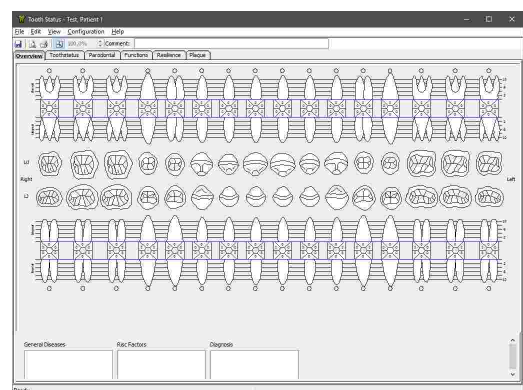 Tooth Status - Test, Patient 1
File Edit View Configuration Help
100,0% Comment:
Overview Toothstatus Parodontal Functions Resilience Plaque
Right Left
General Diseases Risc Factors Diagnosis
Ready